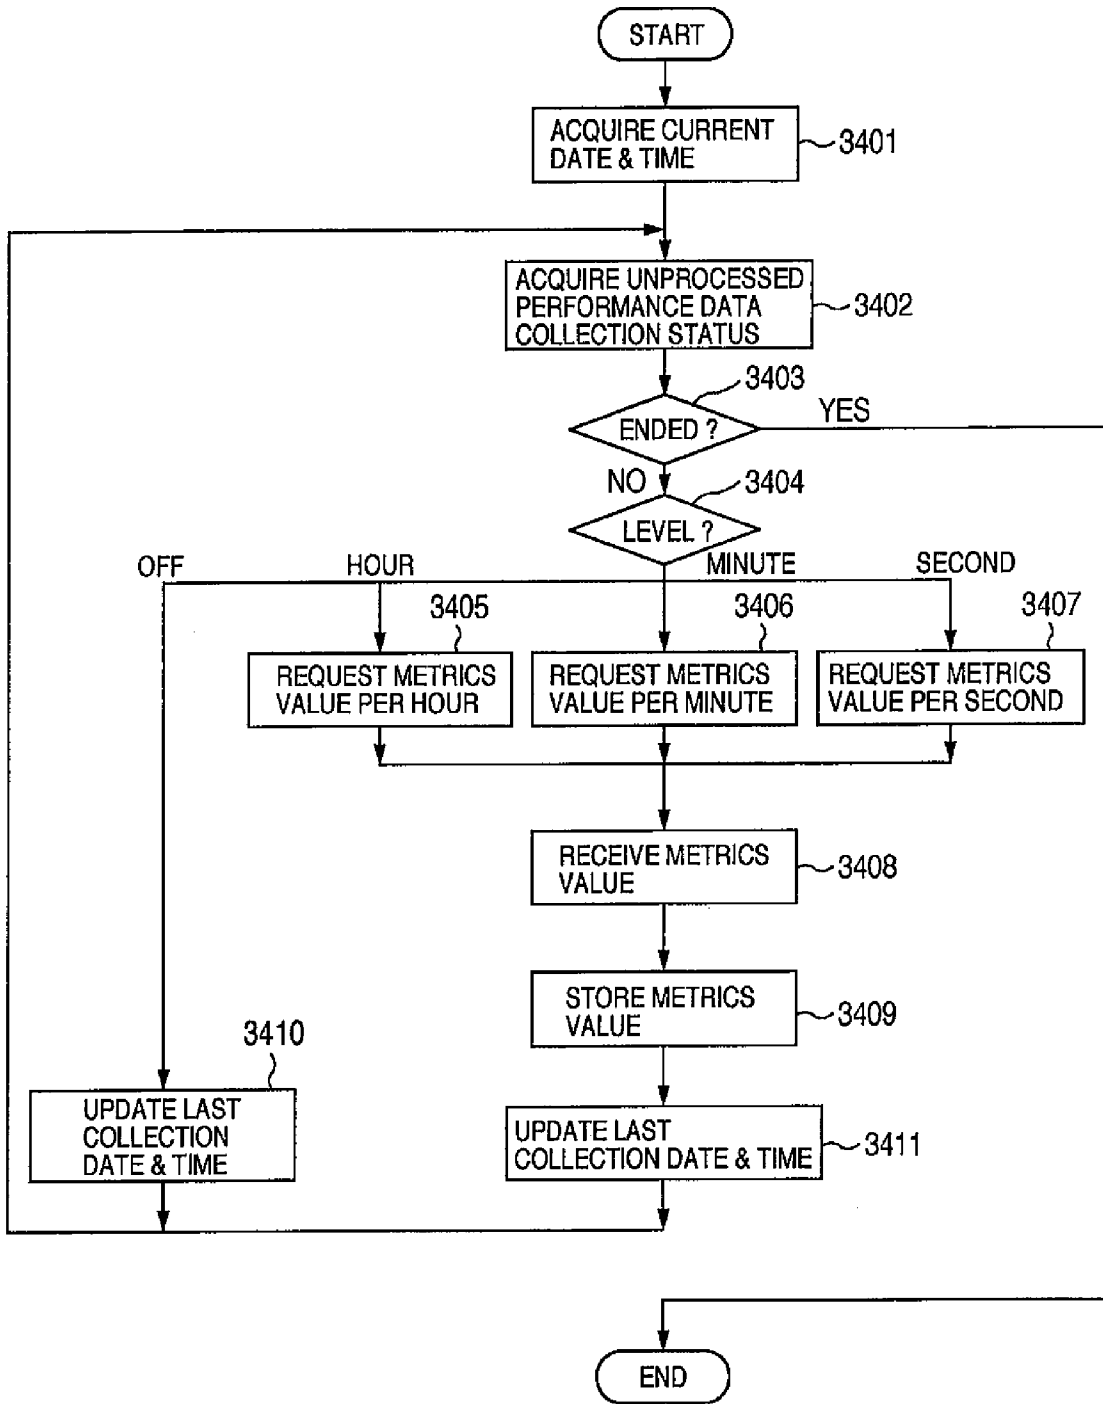 START
ACQUIRE CURRENT
DATE & TIME
3401
ACQUIRE UNPROCESSED
PERFORMANCE DATA
COLLECTION STATUS
3402
3403
ENDED ?
YES
NO
3404
LEVEL ?
OFF
HOUR
MINUTE
SECOND
3405
3406
3407
REQUEST METRICS
VALUE PER HOUR
REQUEST METRICS
VALUE PER MINUTE
REQUEST METRICS
VALUE PER SECOND
RECEIVE METRICS
VALUE
3408
STORE METRICS
VALUE
3409
3410
UPDATE LAST
COLLECTION
DATE & TIME
UPDATE LAST
COLLECTION DATE & TIME
3411
END